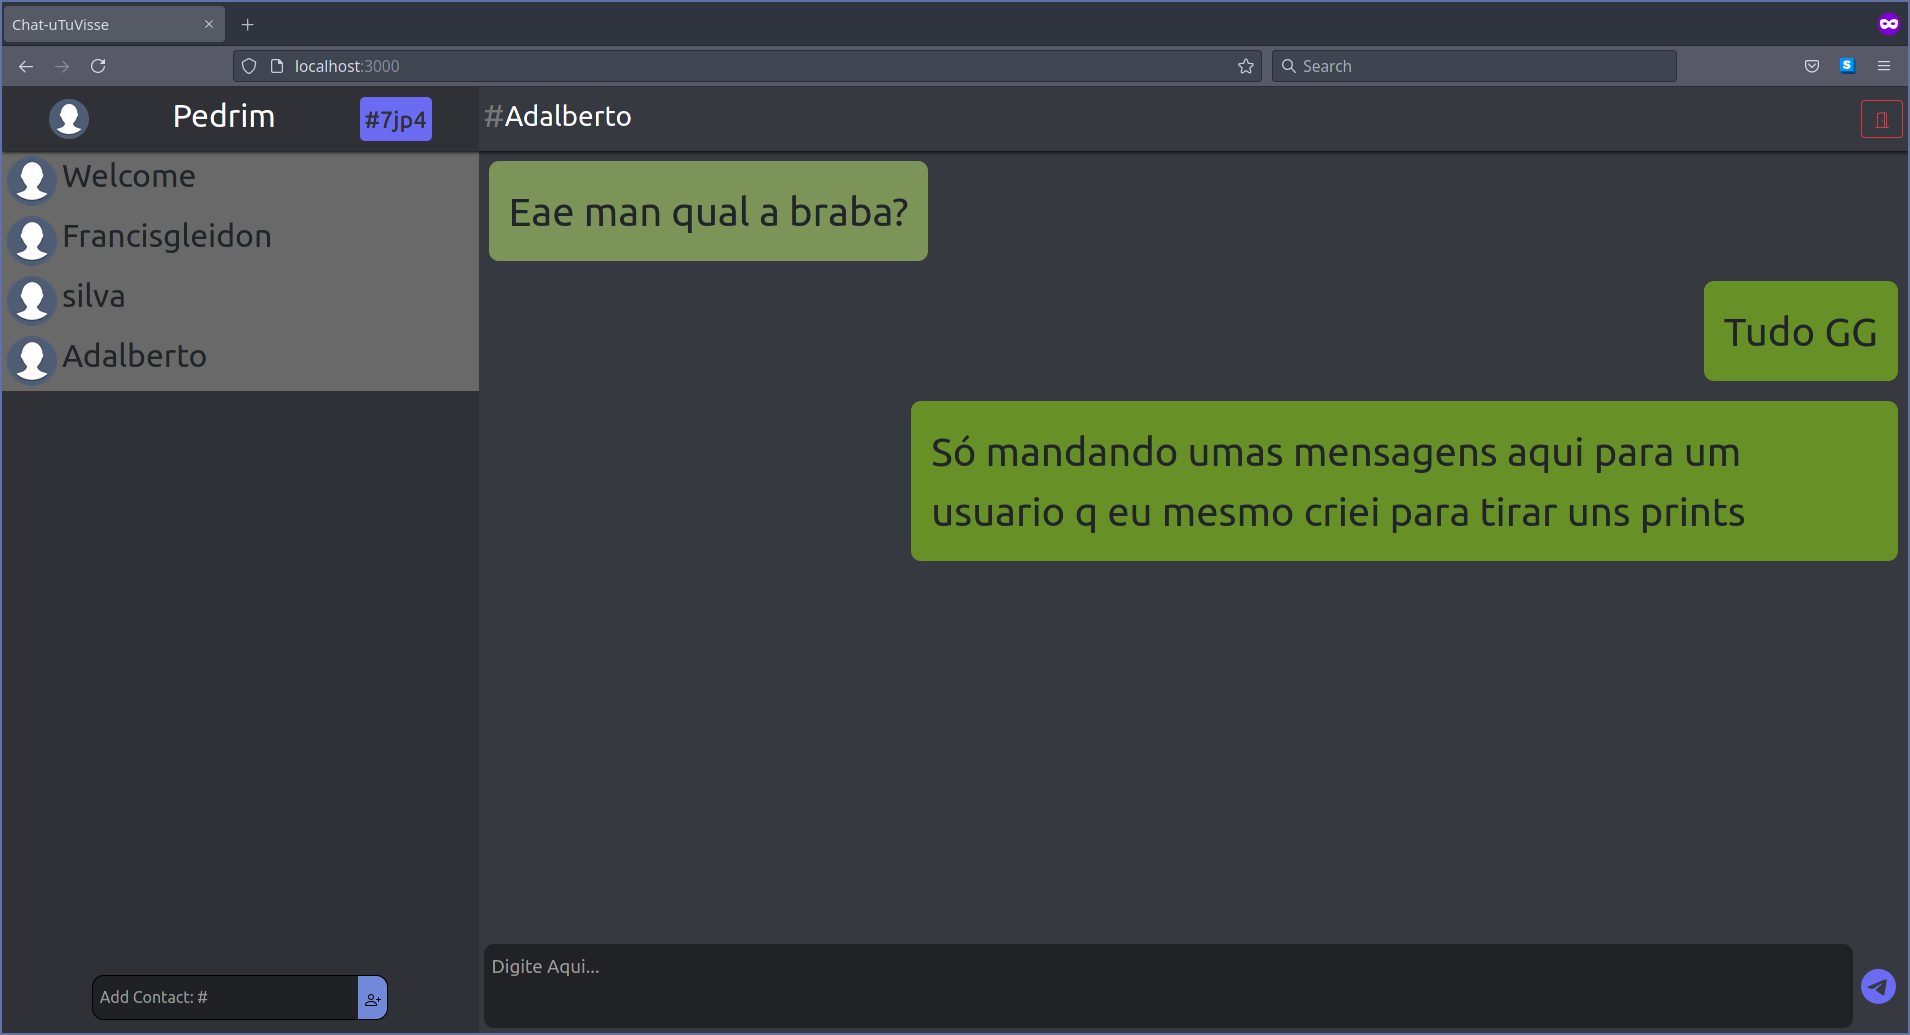 Chat-uTuVisse
localhost:3000
Search
Pedrim
#7jp4
#Adalberto
Welcome
Francisgleidon
silva
Adalberto
Eae man qual a braba?
Tudo GG
Só mandando umas mensagens aqui para um
usuario q eu mesmo criei para tirar uns prints
Add Contact: #
Digite Aqui...
S